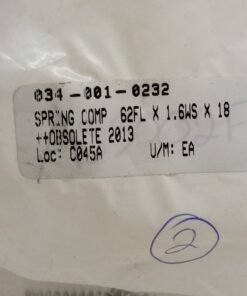 034-001-0232
SPRING COMP 62FL X 1.6WS X 18
++OBSOLETE 2013
Loc: C045A U/M: EA
2